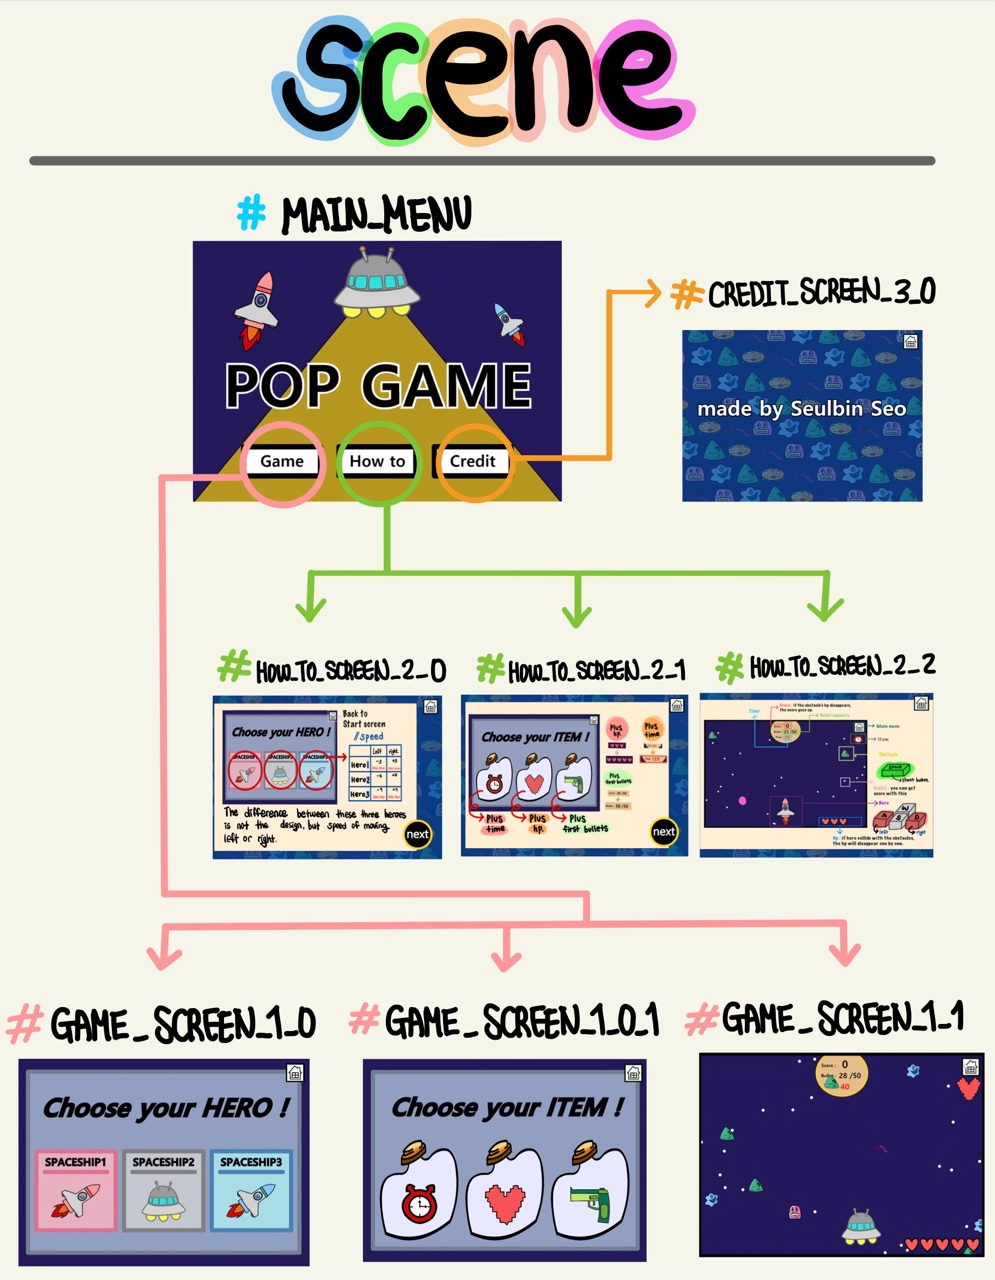 scene
# MAIN_MENU
POP GAME
Game
How to
Credit
# CREDIT_SCREEN_3_0
made by Seulbin Seo
# HOW_TO_SCREEN_2_0
Choose your HERO !
SPACESHIP1
SPACESHIP2
SPACESHIP3
Back to
Start screen
/speed
Left right
Hero1
Hero2
Hero3
The difference between these three heroes
is not the design, but speed of moving
left or right.
next
# HOW_TO_SCREEN_2_1
Choose your ITEM !
Plus
time
Plus
hp.
Plus
first bullets
Plus
hp.
Plus
time
Plus
first bullets
next
# HOW_TO_SCREEN_2_2
Score : if the obstacle's hp disappears,
the score goes up.
Time
Bullet capacity
Main menu
Item
Obstacle
shoot button.
Bullet : you can get
score with this
Hero
W
A S D
left
right
Hp : if hero collide with the obstacles,
the hp will disappear one by one.
# GAME_SCREEN_1_0
Choose your HERO !
SPACESHIP1
SPACESHIP2
SPACESHIP3
# GAME_SCREEN_1_0_1
Choose your ITEM !
# GAME_SCREEN_1_1
Score : 0
Bullet : 28 /50
40